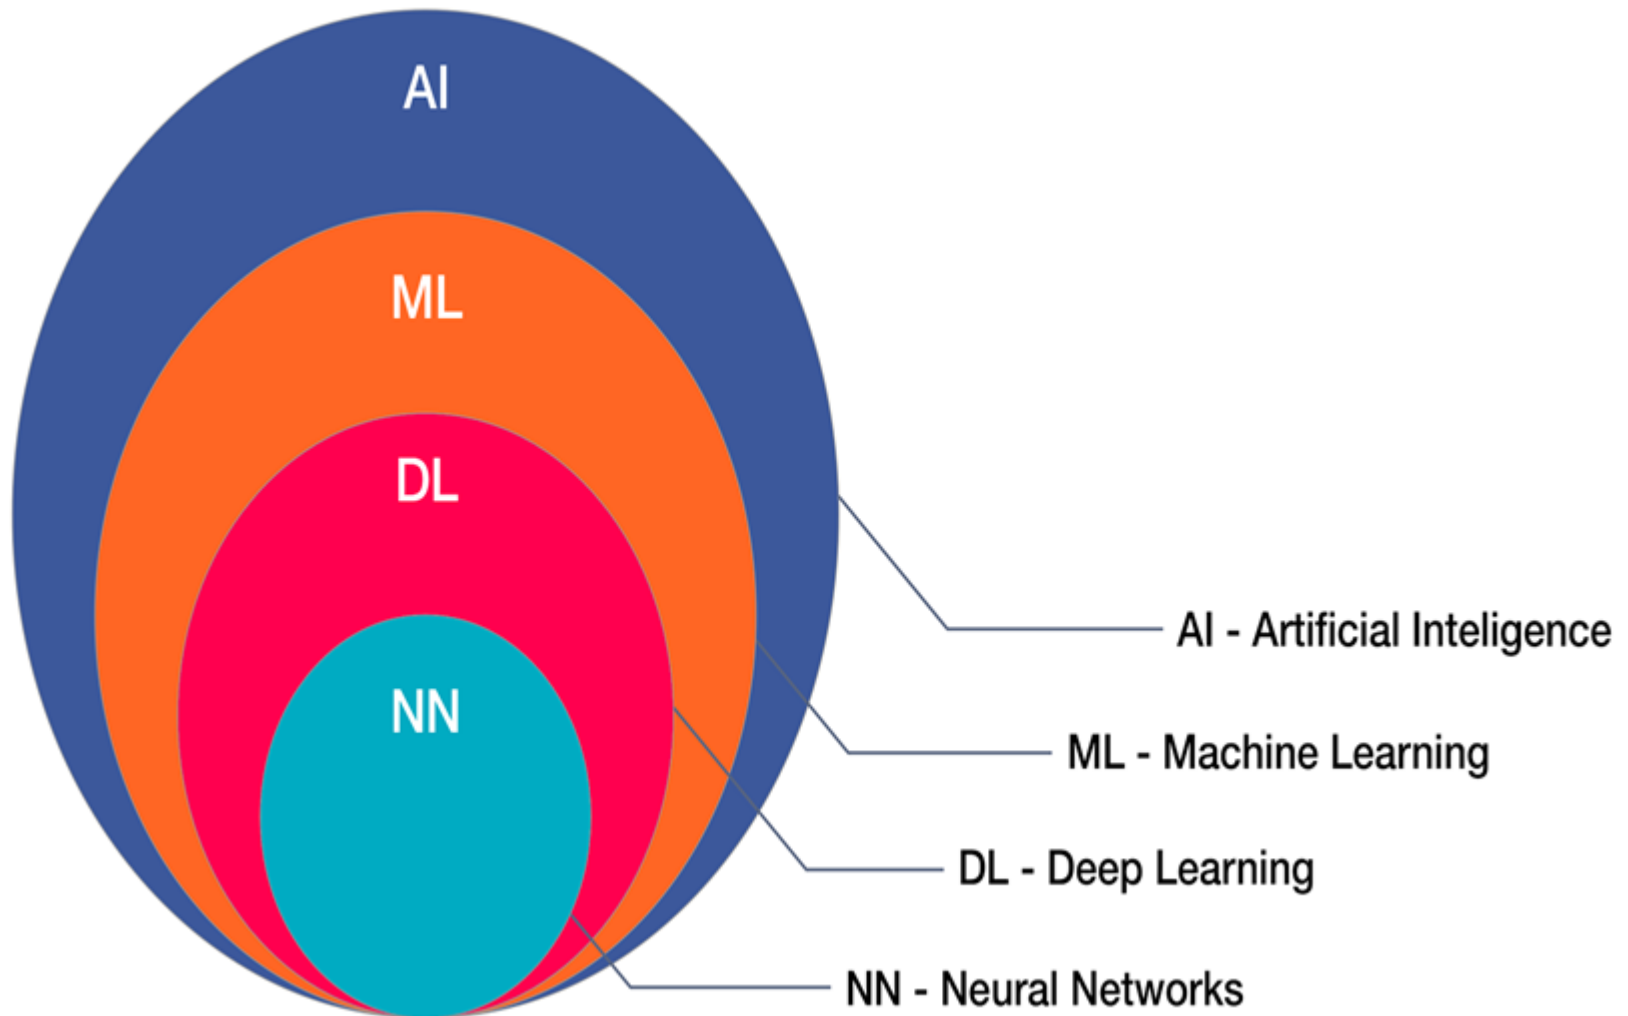 AI
ML
DL
NN
AI - Artificial Inteligence
ML - Machine Learning
DL - Deep Learning
NN - Neural Networks